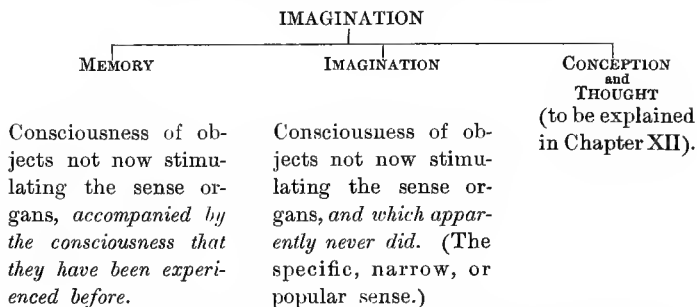 IMAGINATION
MEMORY
IMAGINATION
CONCEPTION
and
THOUGHT
(to be explained
in Chapter XII).
Consciousness of ob-
jects not now stimu-
lating the sense or-
gans, accompanied by
the consciousness that
they have been experi-
enced before.
Consciousness of ob-
jects not now stimu-
lating the sense or-
gans, and which appar-
ently never did. (The
specific, narrow, or
popular sense.)